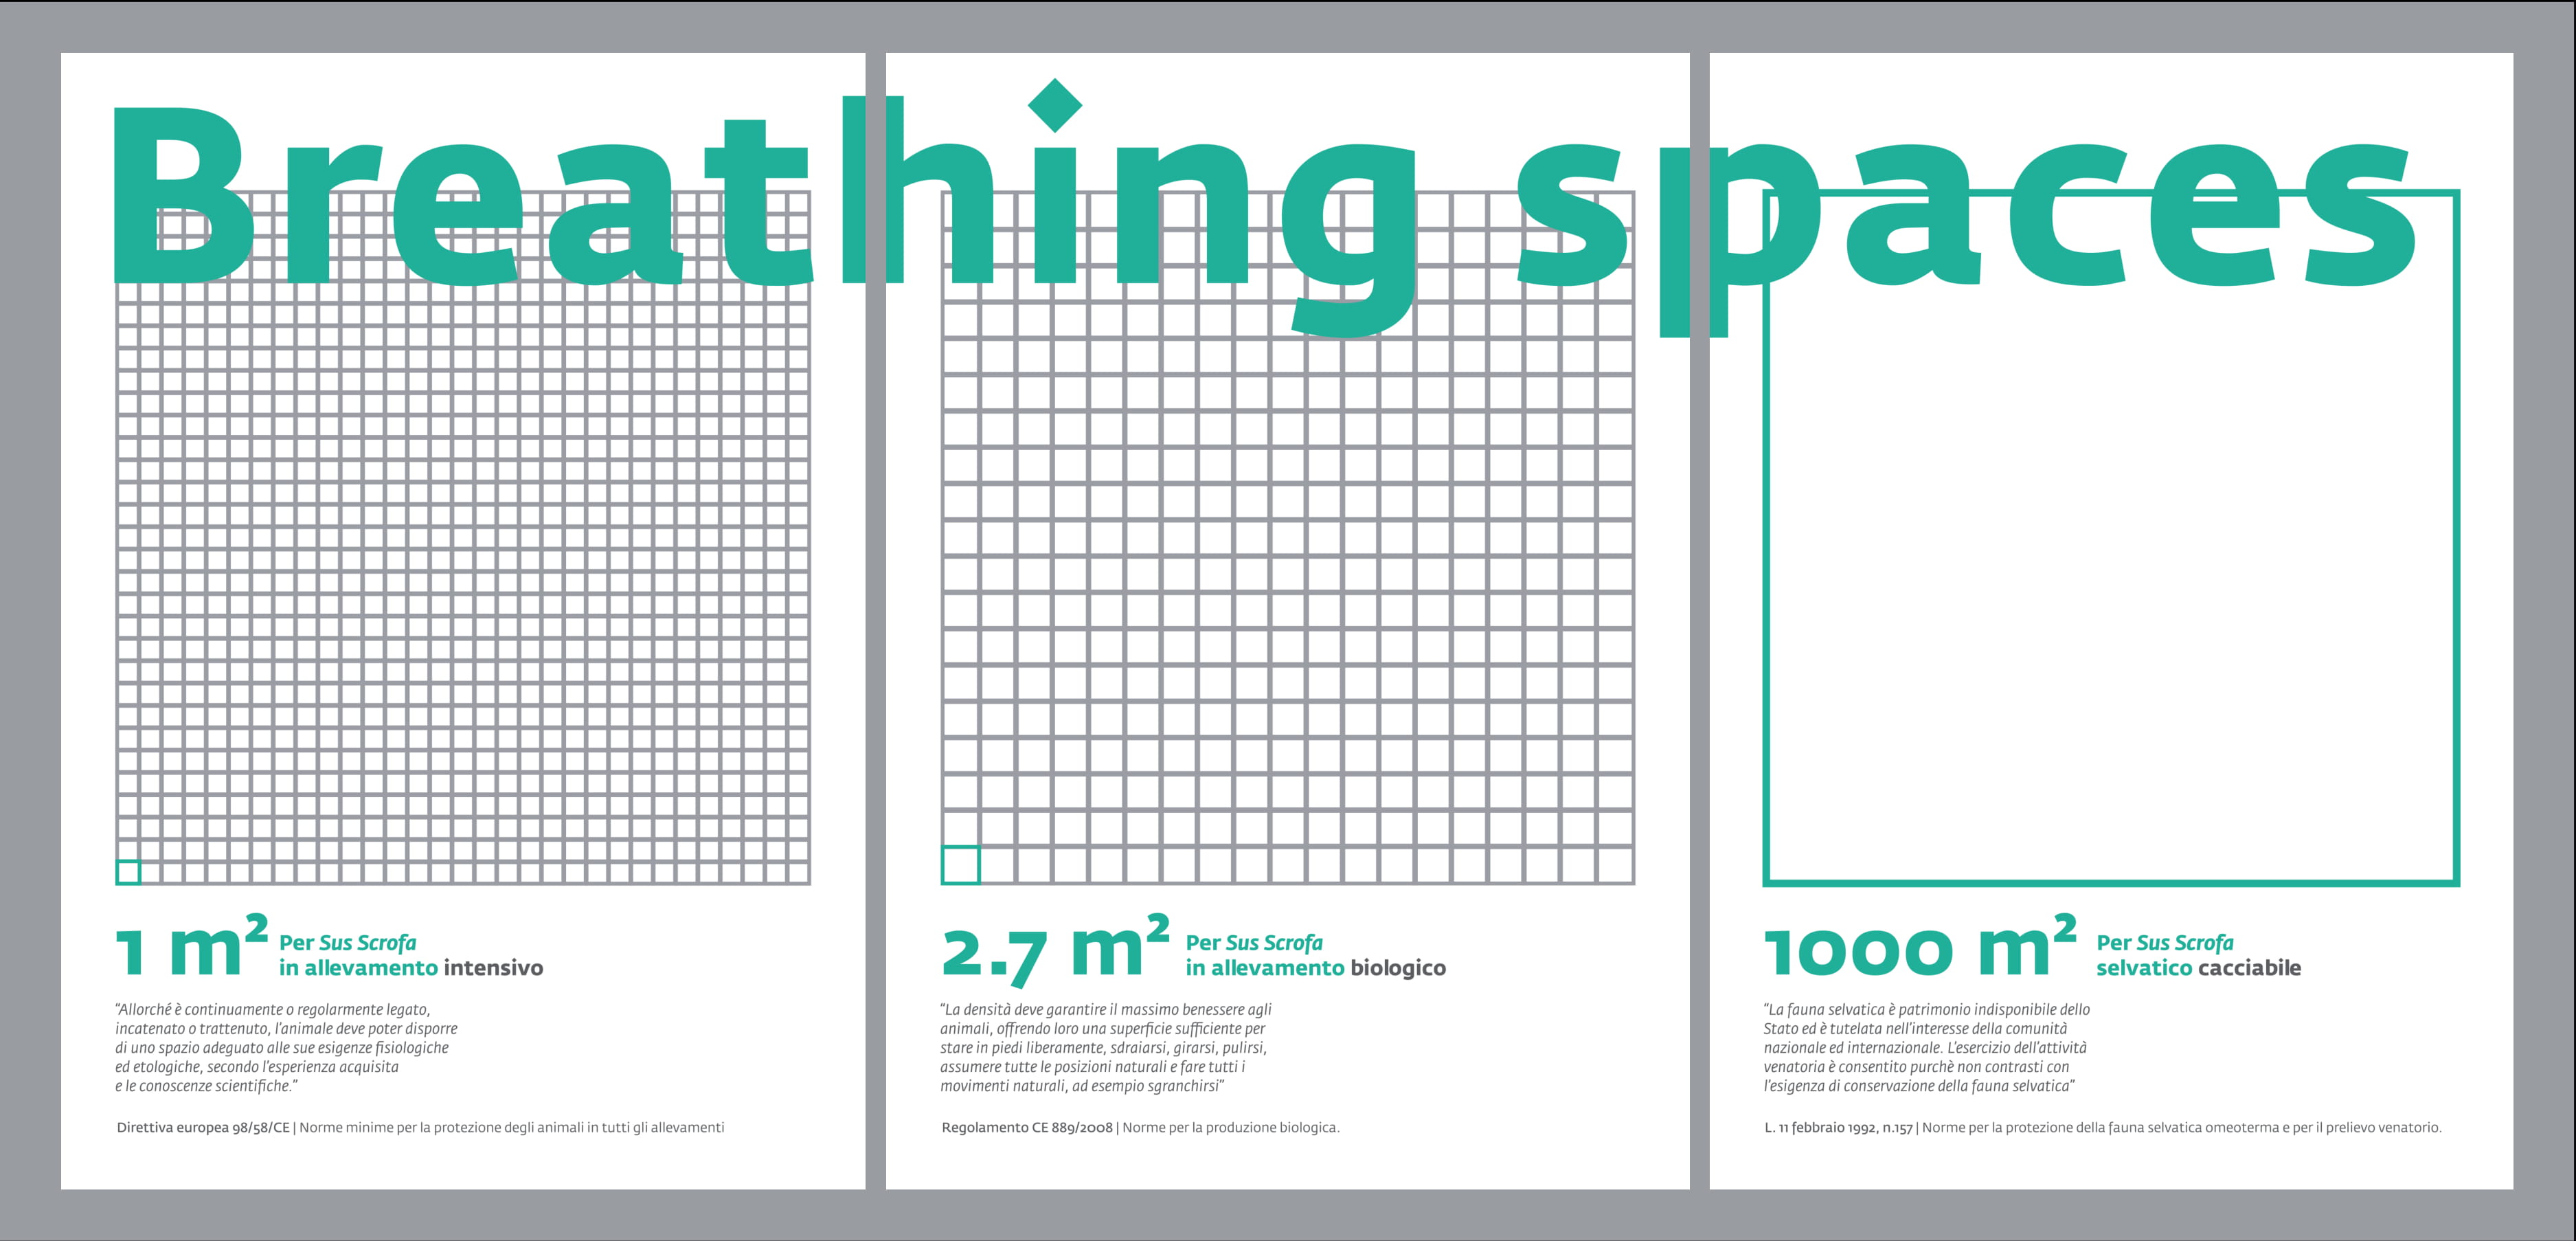 Breathing spaces
1 m² Per Sus Scrofa
in allevamento intensivo
"Allorché è continuamente o regolarmente legato,
incatenato o trattenuto, l'animale deve poter disporre
di uno spazio adeguato alle sue esigenze fisiologiche
ed etologiche, secondo l'esperienza acquisita
e le conoscenze scientifiche."
Direttiva europea 98/58/CE | Norme minime per la protezione degli animali in tutti gli allevamenti
2.7 m² Per Sus Scrofa
in allevamento biologico
"La densità deve garantire il massimo benessere agli
animali, offrendo loro una superficie sufficiente per
stare in piedi liberamente, sdraiarsi, girarsi, pulirsi,
assumere tutte le posizioni naturali e fare tutti i
movimenti naturali, ad esempio sgranchirsi"
Regolamento CE 889/2008 | Norme per la produzione biologica.
1000 m² Per Sus Scrofa
selvatico cacciabile
"La fauna selvatica è patrimonio indisponibile dello
Stato ed è tutelata nell'interesse della comunità
nazionale ed internazionale. L'esercizio dell'attività
venatoria è consentito purchè non contrasti con
l'esigenza di conservazione della fauna selvatica"
L. 11 febbraio 1992, n.157 | Norme per la protezione della fauna selvatica omeoterma e per il prelievo venatorio.